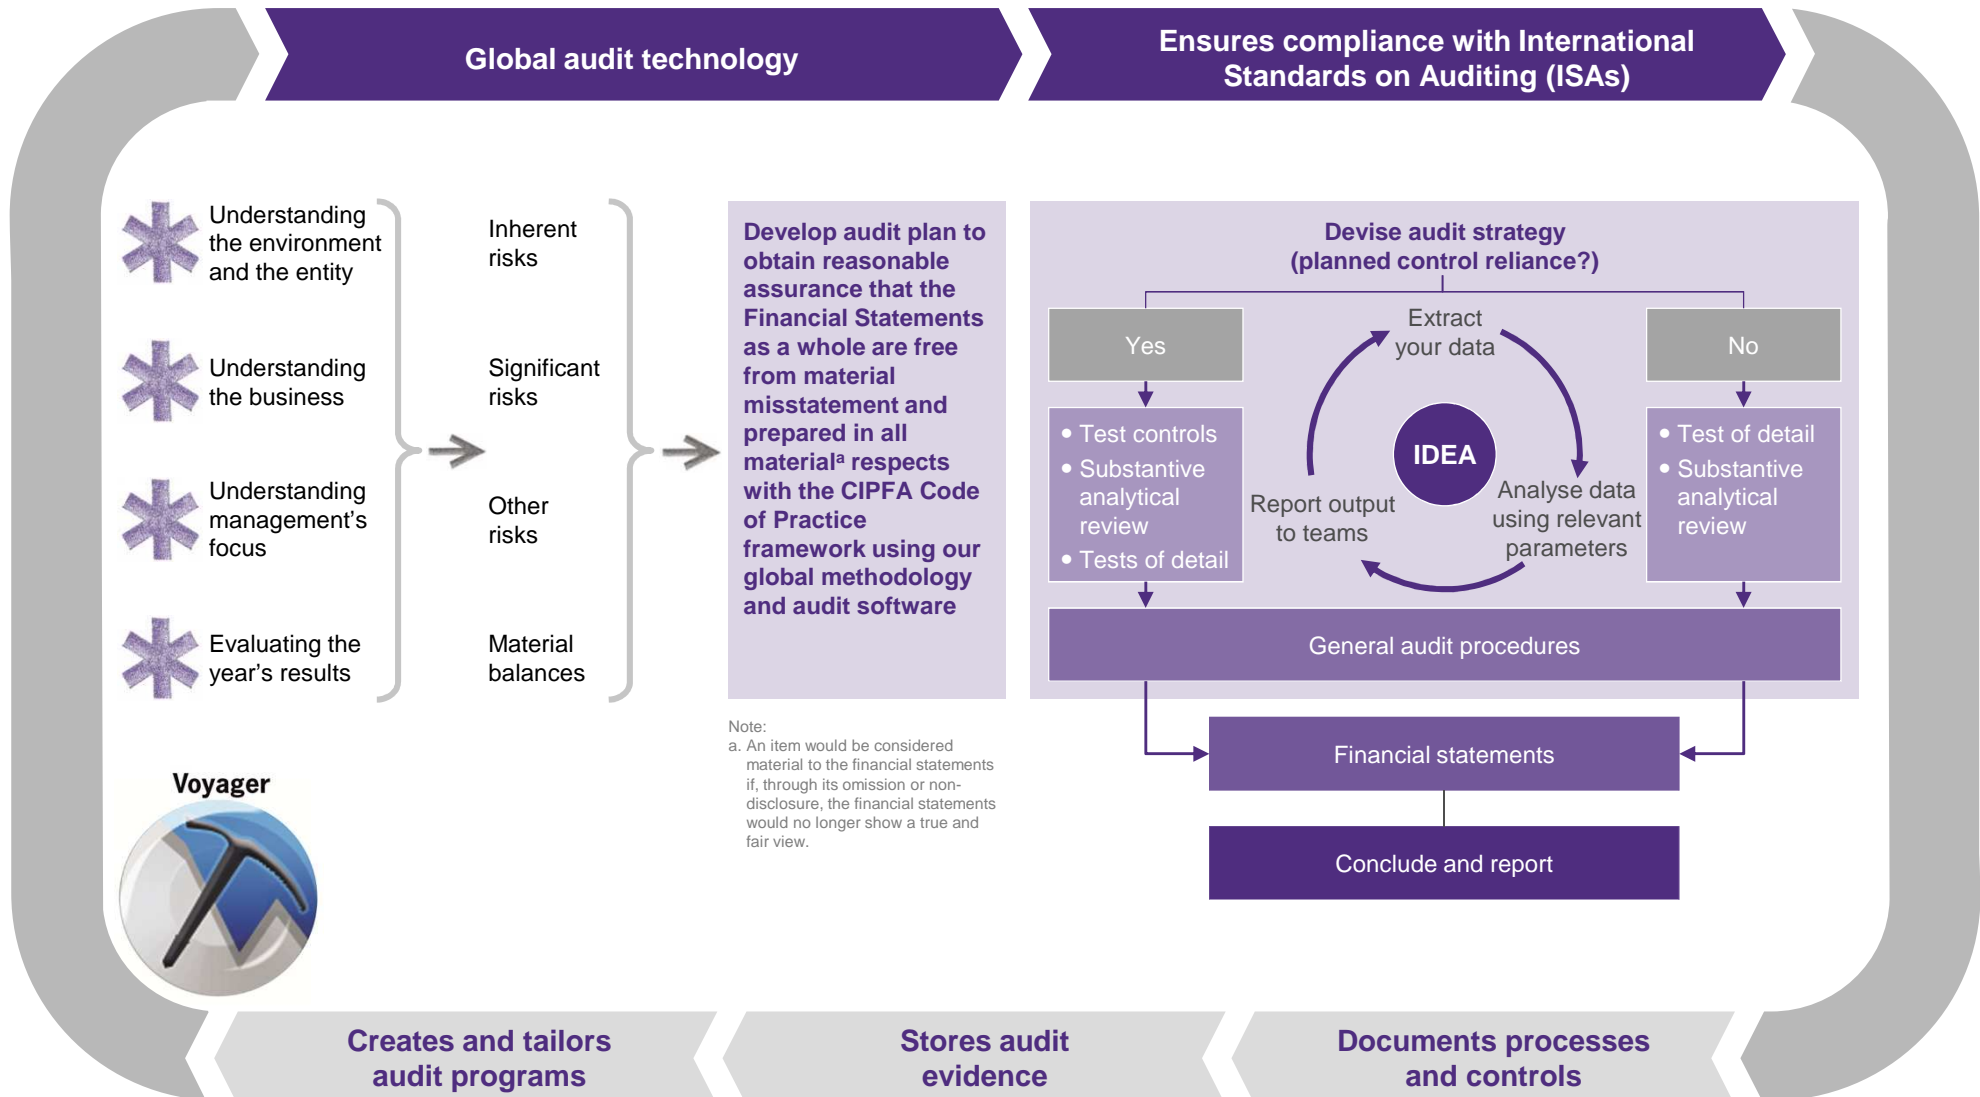 Global audit technology
Ensures compliance with International
Standards on Auditing (ISAs)
Understanding
the environment
and the entity
Understanding
the business
Understanding
management’s
focus
Evaluating the
year’s results
Inherent
risks
Significant
risks
Other
risks
Material
balances
Develop audit plan to
obtain reasonable
assurance that the
Financial Statements
as a whole are free
from material
misstatement and
prepared in all
materialᵃ respects
with the CIPFA Code
of Practice
framework using our
global methodology
and audit software
Note:
a. An item would be considered
material to the financial statements
if, through its omission or non-
disclosure, the financial statements
would no longer show a true and
fair view.
Devise audit strategy
(planned control reliance?)
Yes
• Test controls
• Substantive
analytical
review
• Tests of detail
Extract
your data
IDEA
Analyse data
using relevant
parameters
Report output
to teams
No
• Test of detail
• Substantive
analytical
review
General audit procedures
Financial statements
Conclude and report
Voyager
Creates and tailors
audit programs
Stores audit
evidence
Documents processes
and controls